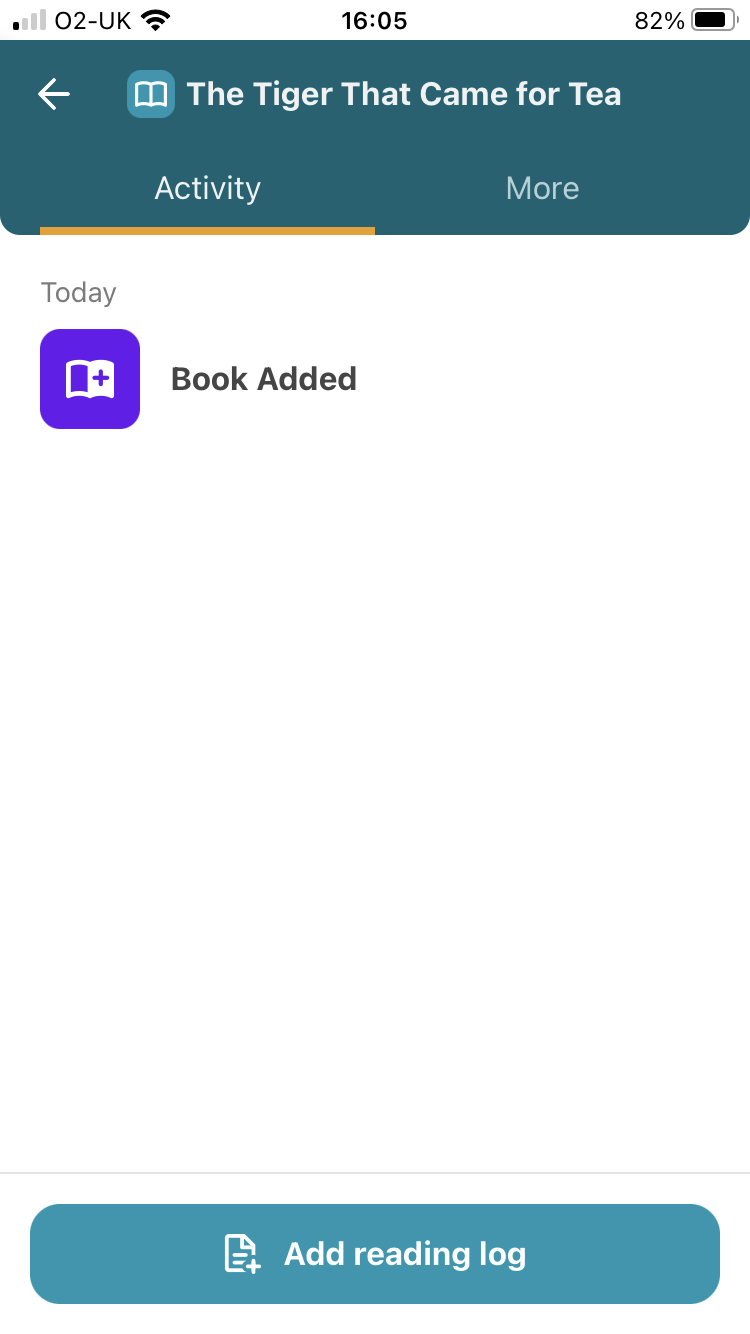 O2-UK 16:05 82%
The Tiger That Came for Tea
Activity More
Today
Book Added
Add reading log